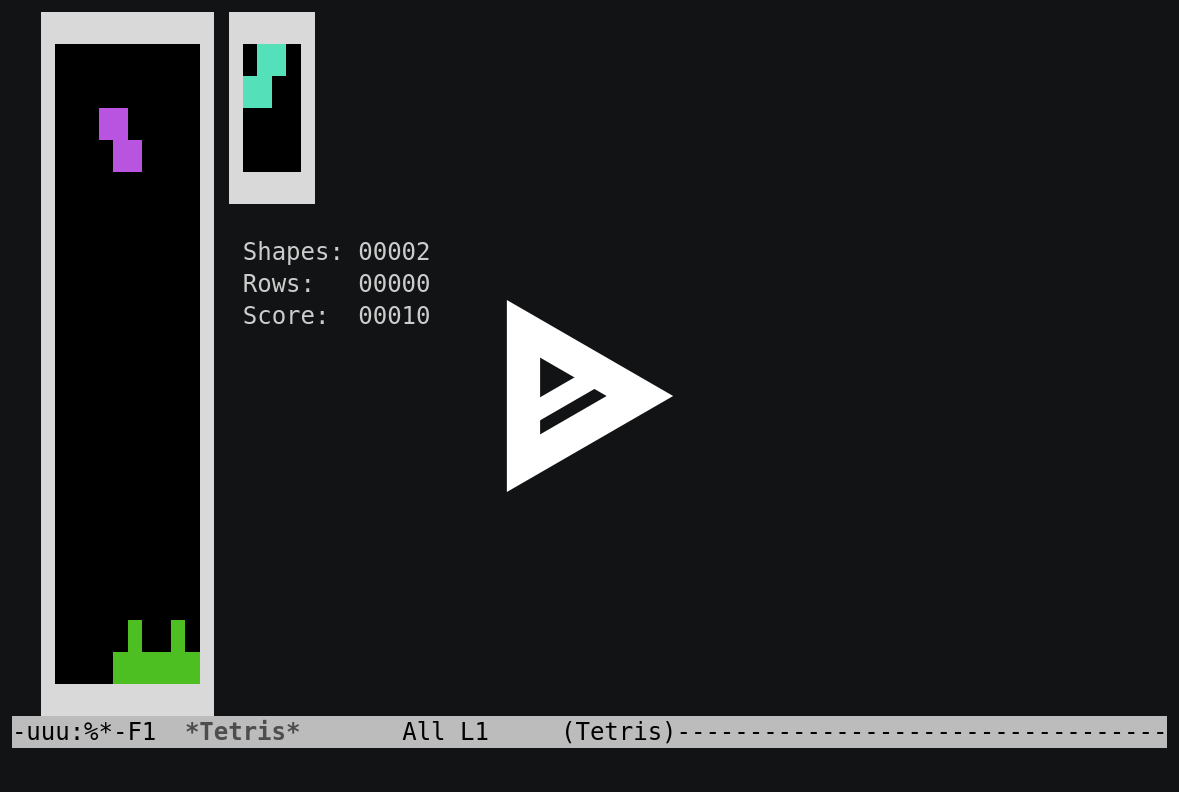 Shapes: 00002
Rows:   00000
Score:  00010
-uuu:%*-F1  *Tetris*       All L1     (Tetris)----------------------------------